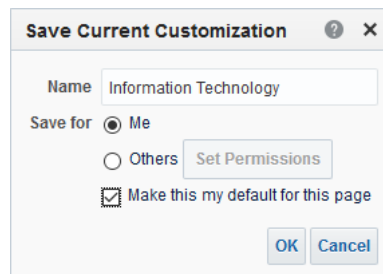 Save Current Customization
Name Information Technology
Save for Me
Others Set Permissions
Make this my default for this page
OK Cancel